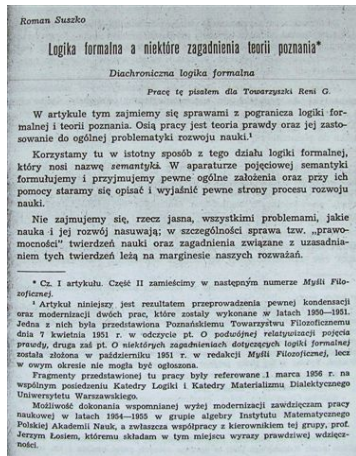 Roman Suszko
Logika formalna a niektóre zagadnienia teorii poznania*
Diachroniczna logika formalna
Pracę tę pisałem dla Towarzyszki Reni G.
W artykule tym zajmiemy się sprawami z pogranicza logiki for-
malnej i teorii poznania. Osią pracy jest teoria prawdy oraz jej zasto-
sowanie do ogólnej problematyki rozwoju nauki.¹
Korzystamy tu w istotny sposób z tego działu logiki formalnej,
który nosi nazwę semantyki. W aparaturze pojęciowej semantyki
formułujemy i przyjmujemy pewne ogólne założenia oraz przy ich
pomocy staramy się opisać i wyjaśnić pewne strony procesu rozwoju
nauki.
Nie zajmujemy się, rzecz jasna, wszystkimi problemami, jakie
nauka i jej rozwój nasuwają; w szczególności sprawa tzw. „prawo-
mocności" twierdzeń nauki oraz zagadnienia związane z uzasadnia-
niem tych twierdzeń leżą na marginesie naszych rozważań.
* Cz. I artykułu. Część II zamieścimy w następnym numerze Myśli Filo-
zoficznej.
¹ Artykuł niniejszy jest rezultatem przeprowadzenia pewnej kondensacji
oraz modernizacji dwóch prac, które zostały wykonane w latach 1950—1951.
Jedna z nich była przedstawiona Poznańskiemu Towarzystwu Filozoficznemu
dnia 7 kwietnia 1951 r. w odczycie pt. O podwójnej relatywizacji pojęcia
prawdy, druga zaś pt. O niektórych zagadnieniach dotyczących logiki formalnej
została złożona w październiku 1951 r. w redakcji Myśli Filozoficznej, lecz
w owym okresie nie mogła być ogłoszona.
Fragmenty przedstawionej tu pracy były referowane 1 marca 1956 r. na
wspólnym posiedzeniu Katedry Logiki i Katedry Materializmu Dialektycznego
Uniwersytetu Warszawskiego.
Możliwość dokonania wspomnianej wyżej modernizacji zawdzięczam pracy
naukowej w latach 1954—1955 w grupie algebry Instytutu Matematycznego
Polskiej Akademii Nauk, a zwłaszcza współpracy z kierownikiem tej grupy, prof.
Jerzym Łosiem, któremu składam w tym miejscu wyrazy prawdziwej wdzięcz-
ności.